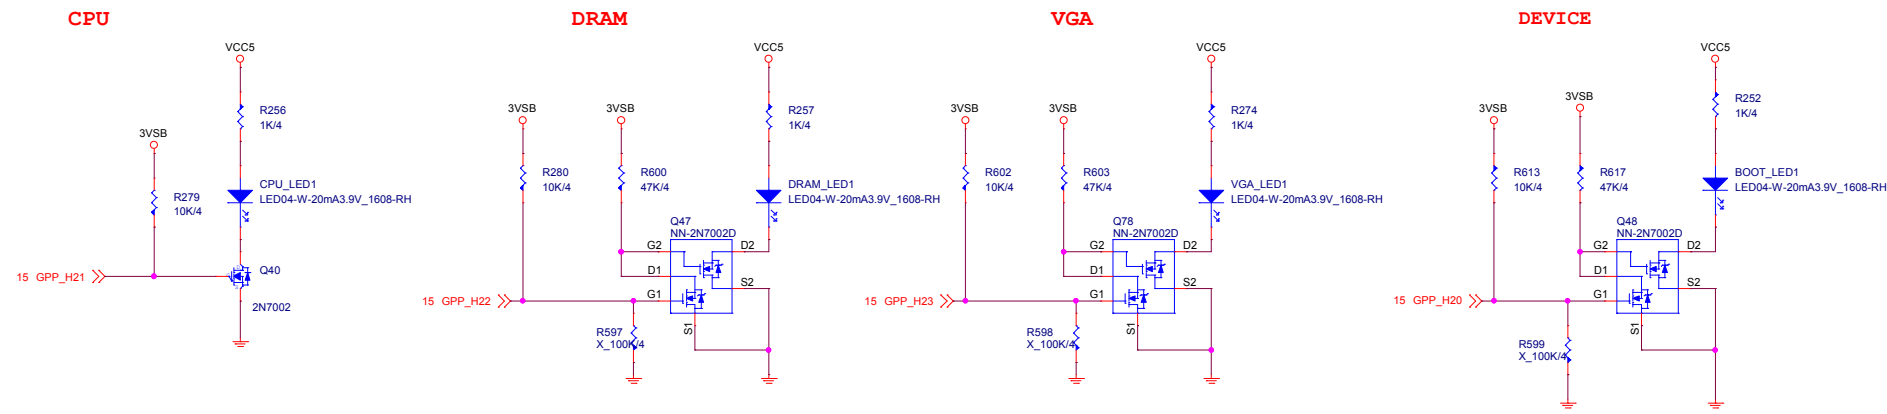 CPU
VCC5
R256
1K/4
3VSB
R279
10K/4
CPU_LED1
LED04-W-20mA3.9V_1608-RH
15 GPP_H21
Q40
2N7002
DRAM
VCC5
3VSB
3VSB
R257
1K/4
R280
10K/4
R600
47K/4
DRAM_LED1
LED04-W-20mA3.9V_1608-RH
Q47
NN-2N7002D
G2
D2
D1
S2
15 GPP_H22
G1
S1
R597
X_100K/4
VGA
VCC5
3VSB
3VSB
R274
1K/4
R602
10K/4
R603
47K/4
VGA_LED1
LED04-W-20mA3.9V_1608-RH
Q78
NN-2N7002D
G2
D2
D1
S2
15 GPP_H23
G1
S1
R598
X_100K/4
DEVICE
VCC5
3VSB
3VSB
R252
1K/4
R613
10K/4
R617
47K/4
BOOT_LED1
LED04-W-20mA3.9V_1608-RH
Q48
NN-2N7002D
G2
D2
D1
S2
15 GPP_H20
G1
S1
R599
X_100K/4